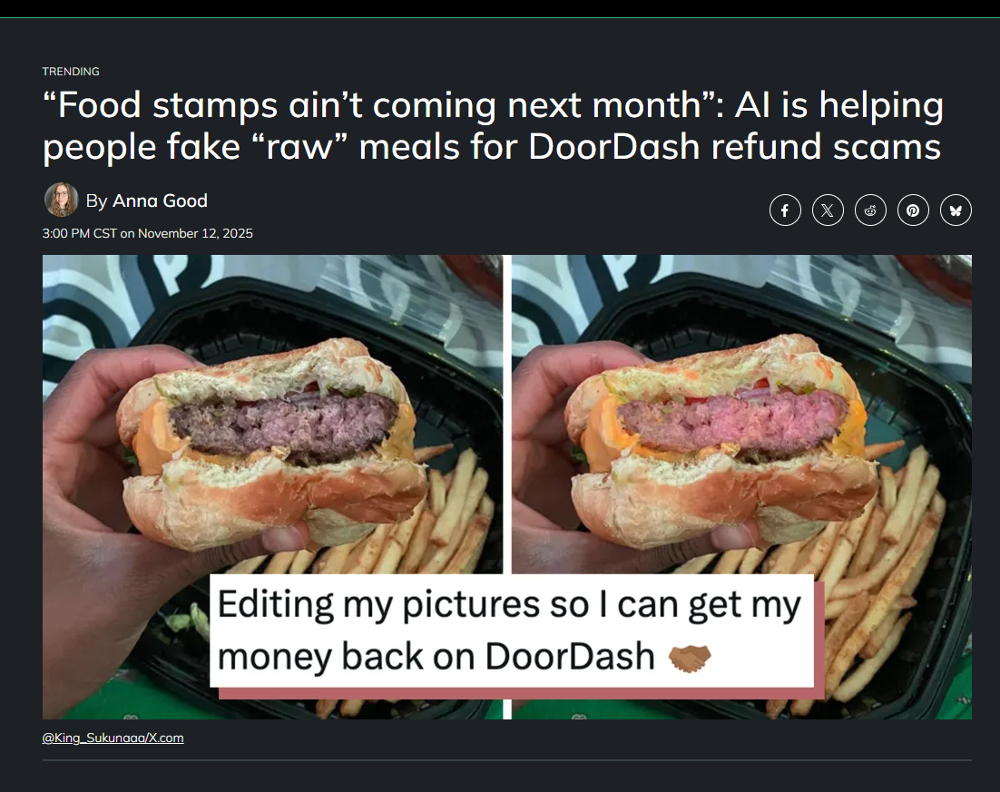 TRENDING
“Food stamps ain’t coming next month”: AI is helping
people fake “raw” meals for DoorDash refund scams
By Anna Good
3:00 PM CST on November 12, 2025
Editing my pictures so I can get my
money back on DoorDash 🤝🏾
@King_Sukunaaa/X.com